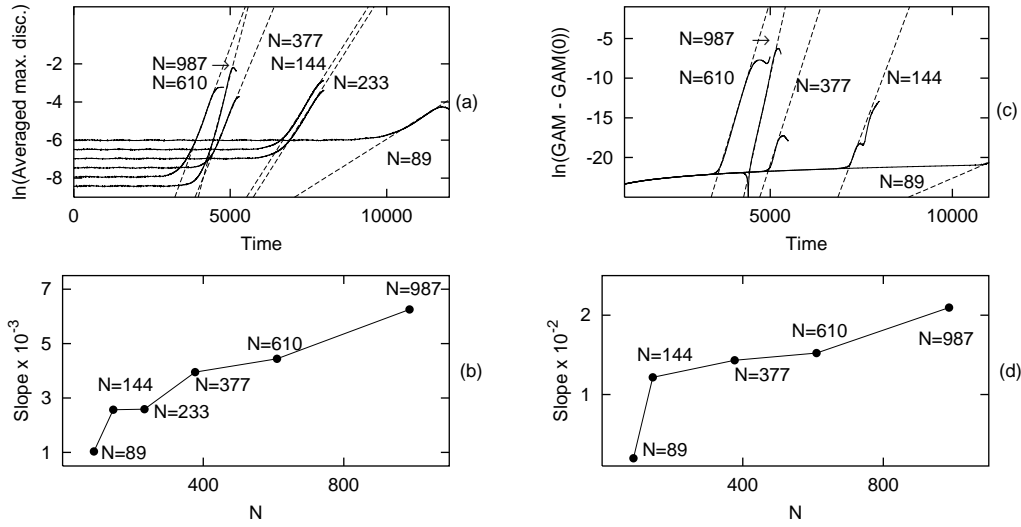 ln(Averaged max. disc.)
-2
-4
-6
-8
N=987
N=610
N=377
N=144
N=233
N=89
0
5000
10000
Time
(a)
ln(GAM - GAM(0))
-5
-10
-15
-20
N=987
N=610
N=377
N=144
N=89
5000
10000
Time
(c)
Slope x 10-3
7
5
3
1
N=89
N=144
N=233
N=377
N=610
N=987
400
800
N
(b)
Slope x 10-2
2
1
N=89
N=144
N=377
N=610
N=987
400
800
N
(d)